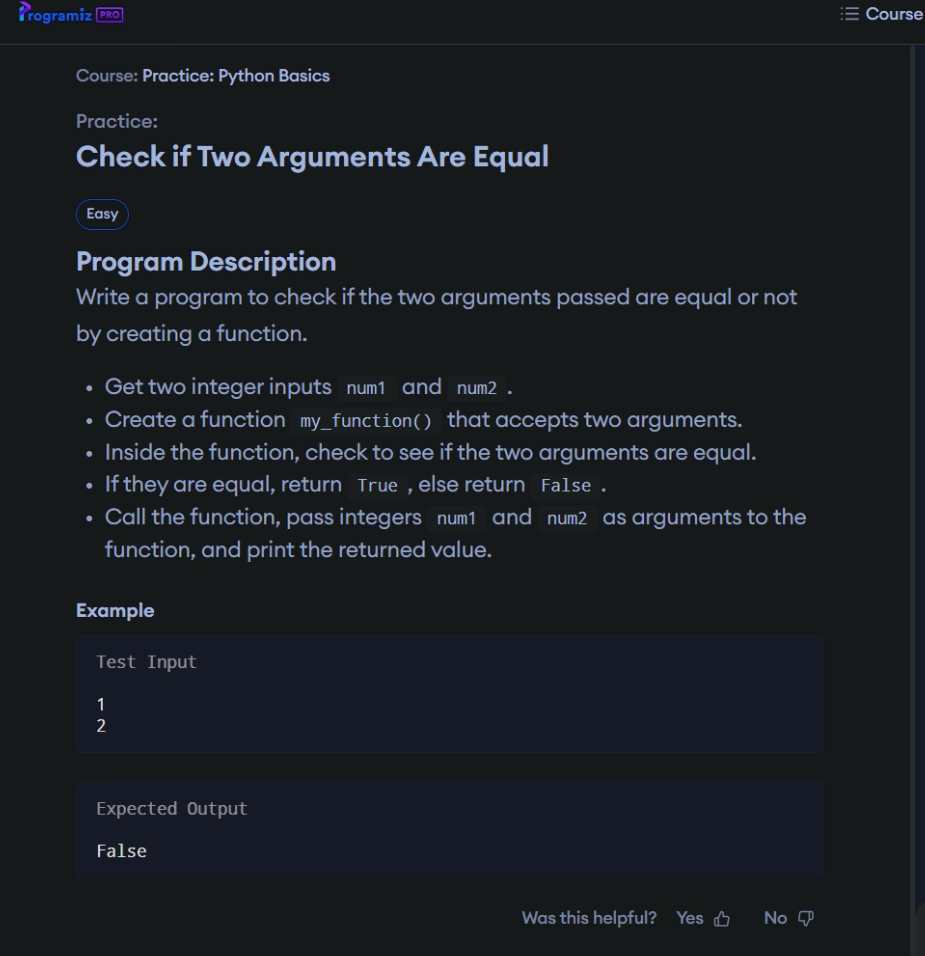 Programiz PRO
Course
Course: Practice: Python Basics
Practice:
Check if Two Arguments Are Equal
Easy
Program Description
Write a program to check if the two arguments passed are equal or not
by creating a function.
• Get two integer inputs num1 and num2 .
• Create a function my_function() that accepts two arguments.
• Inside the function, check to see if the two arguments are equal.
• If they are equal, return True , else return False .
• Call the function, pass integers num1 and num2 as arguments to the
function, and print the returned value.
Example
Test Input
1
2
Expected Output
False
Was this helpful? Yes No